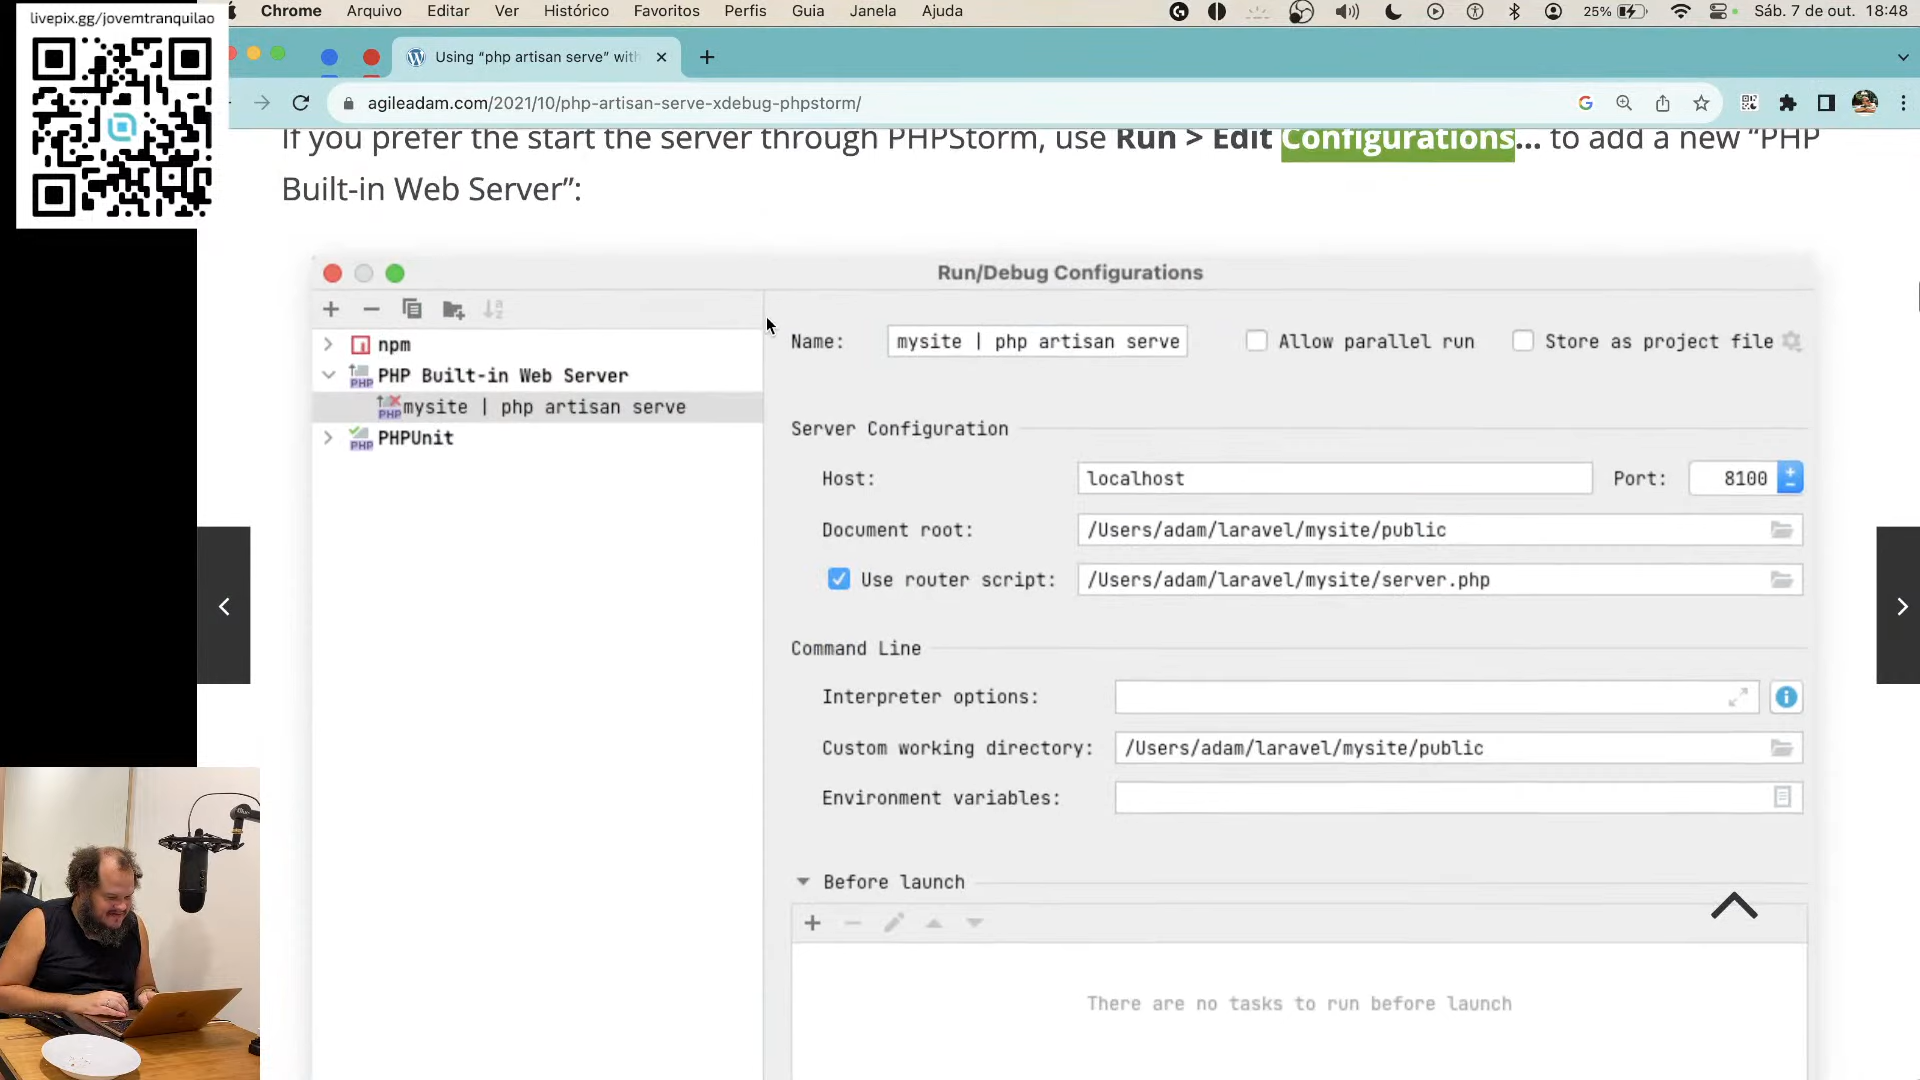 livepix.gg/jovemtranquilao
Chrome Arquivo Editar Ver Histórico Favoritos Perfis Guia Janela Ajuda 25% Sáb. 7 de out. 18:48
Using “php artisan serve” with
agileadam.com/2021/10/php-artisan-serve-xdebug-phpstorm/
If you prefer the start the server through PHPStorm, use Run > Edit Configurations... to add a new “PHP
Built-in Web Server”:
Run/Debug Configurations
npm
PHP Built-in Web Server
mysite | php artisan serve
PHPUnit
Name: mysite | php artisan serve Allow parallel run Store as project file
Server Configuration
Host: localhost Port: 8100
Document root: /Users/adam/laravel/mysite/public
Use router script: /Users/adam/laravel/mysite/server.php
Command Line
Interpreter options:
Custom working directory: /Users/adam/laravel/mysite/public
Environment variables:
Before launch
There are no tasks to run before launch